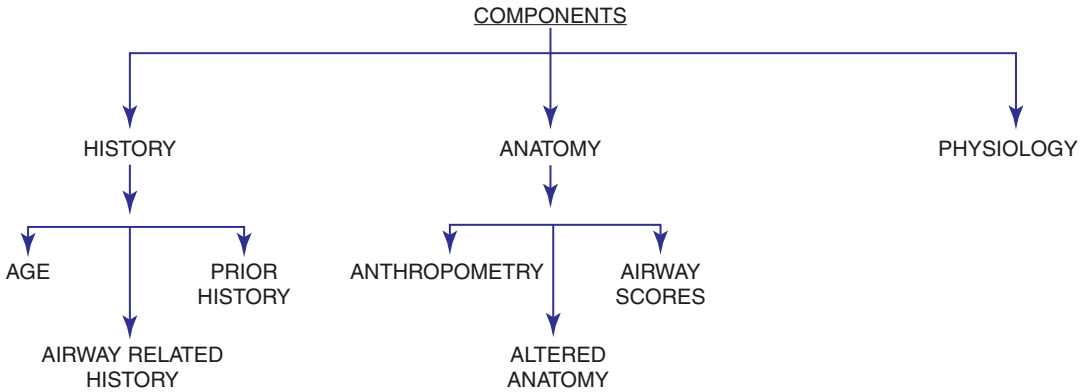 COMPONENTS
HISTORY
ANATOMY
PHYSIOLOGY
AGE
PRIOR
HISTORY
ANTHROPOMETRY
AIRWAY
SCORES
AIRWAY RELATED
HISTORY
ALTERED
ANATOMY